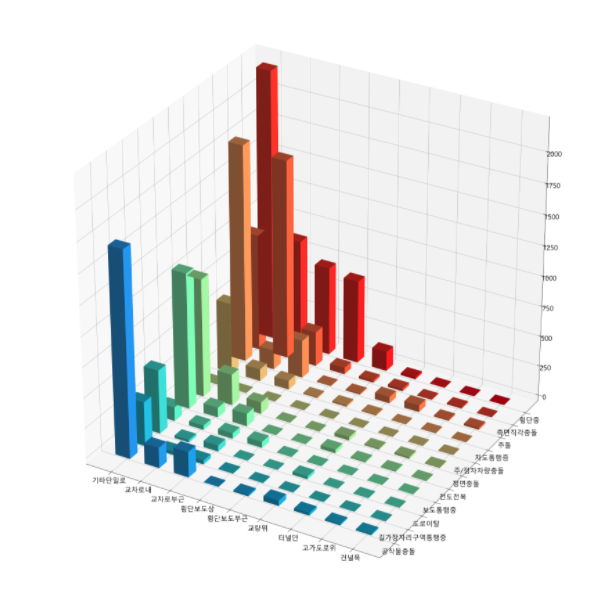 2000
1750
1500
1250
1000
750
500
250
0
기타단일로
교차로내
교차로부근
횡단보도상
횡단보도부근
교량위
터널안
고가도로위
건널목
횡단중
측면직각충돌
추돌
차도통행중
주/정차차량충돌
정면충돌
전도전복
보도통행중
도로이탈
길가장자리구역통행중
공작물충돌